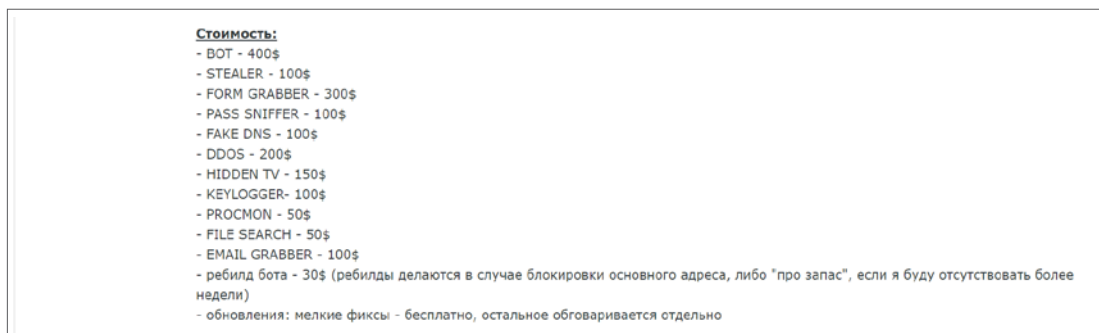 Стоимость:
- BOT - 400$
- STEALER - 100$
- FORM GRABBER - 300$
- PASS SNIFFER - 100$
- FAKE DNS - 100$
- DDOS - 200$
- HIDDEN TV - 150$
- KEYLOGGER- 100$
- PROCMON - 50$
- FILE SEARCH - 50$
- EMAIL GRABBER - 100$
- ребилд бота - 30$ (ребилды делаются в случае блокировки основного адреса, либо "про запас", если я буду отсутствовать более
недели)
- обновления: мелкие фиксы - бесплатно, остальное обговаривается отдельно